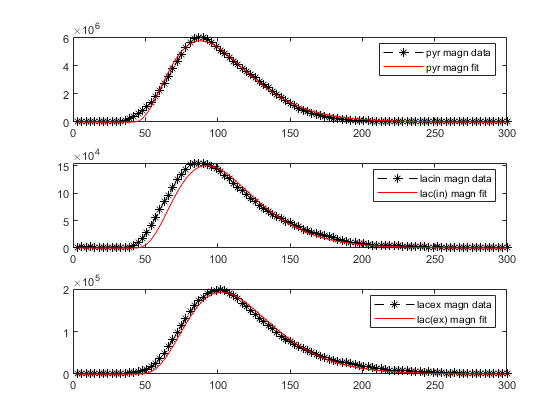 ×10^6
6
pyr magn data
pyr magn fit
4
2
0
0 50 100 150 200 250 300
×10^4
15
lacin magn data
lac(in) magn fit
10
5
0
0 50 100 150 200 250 300
×10^5
2
lacex magn data
lac(ex) magn fit
1
0
0 50 100 150 200 250 300